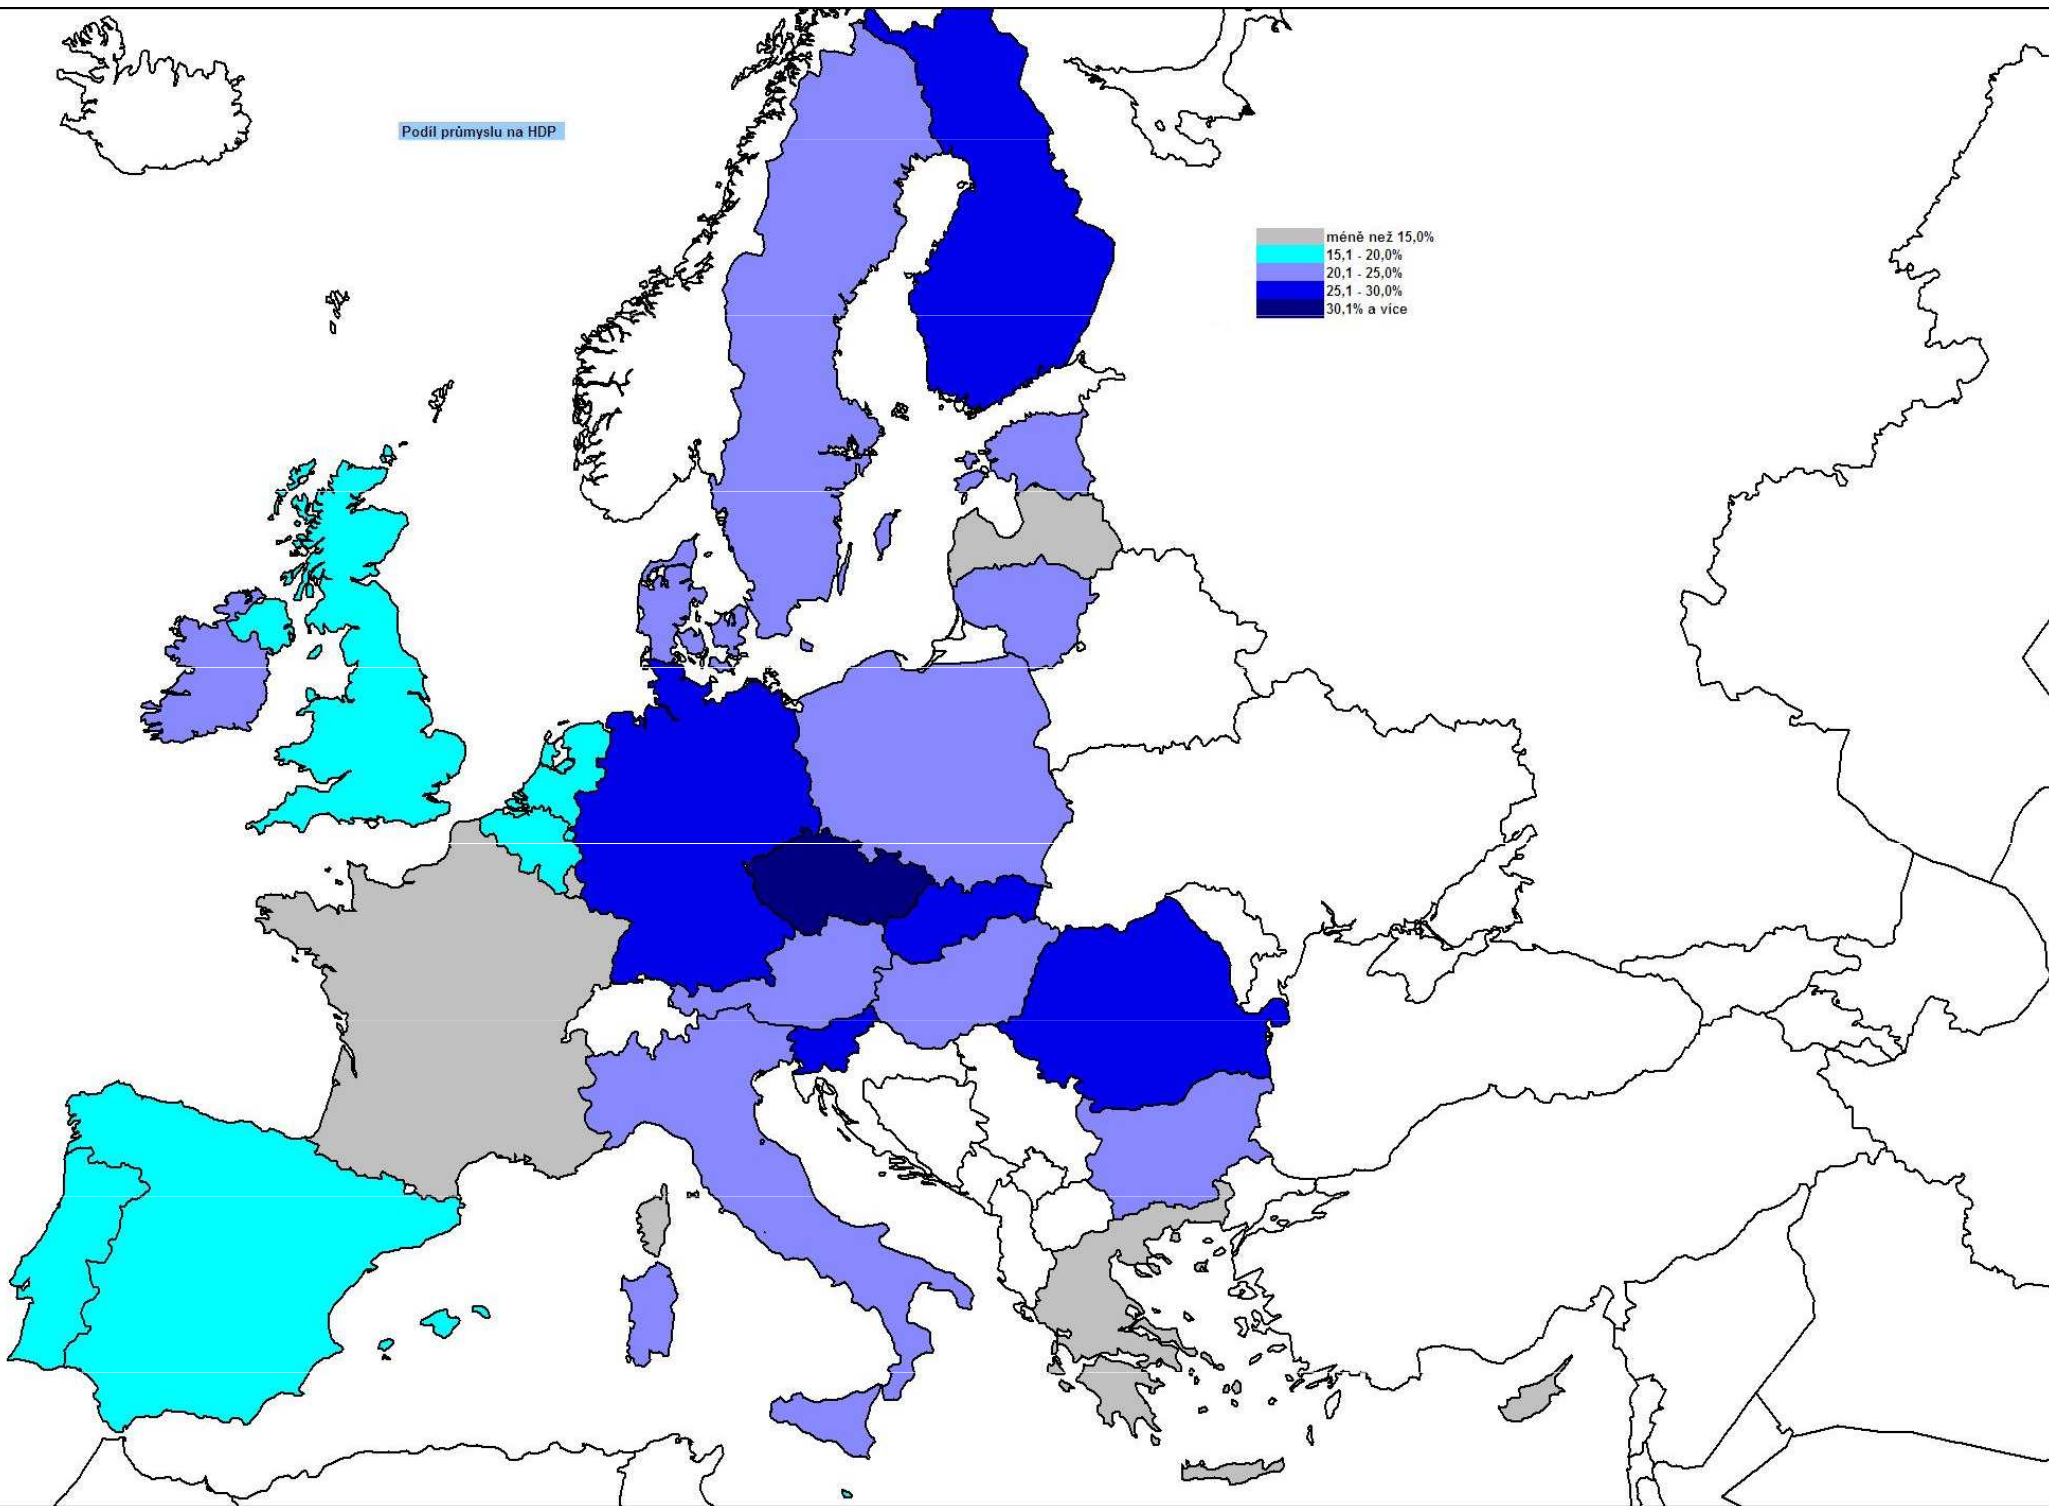 Podíl průmyslu na HDP
méně než 15,0%
15,1 - 20,0%
20,1 - 25,0%
25,1 - 30,0%
30,1% a více